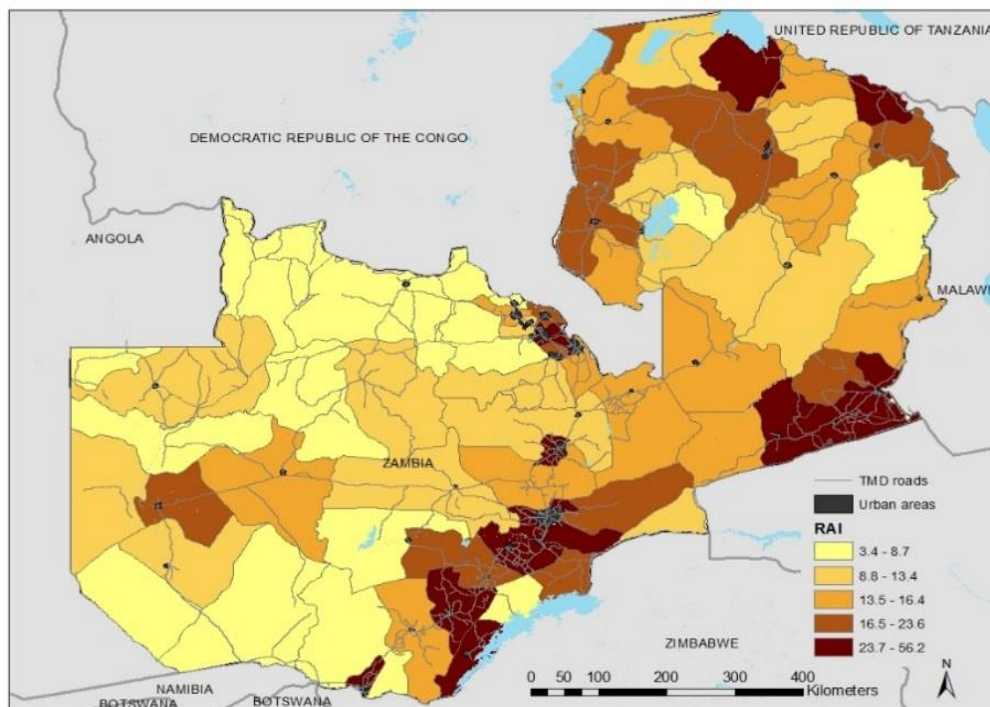 UNITED REPUBLIC OF TANZANIA
DEMOCRATIC REPUBLIC OF THE CONGO
ANGOLA
MALAWI
ZAMBIA
TMD roads
Urban areas
RAI
3.4 - 8.7
8.8 - 13.4
13.5 - 16.4
16.5 - 23.6
23.7 - 56.2
ZIMBABWE
N
0 50 100 200 300 400
Kilometers
NAMIBIA
BOTSWANA
BOTSWANA